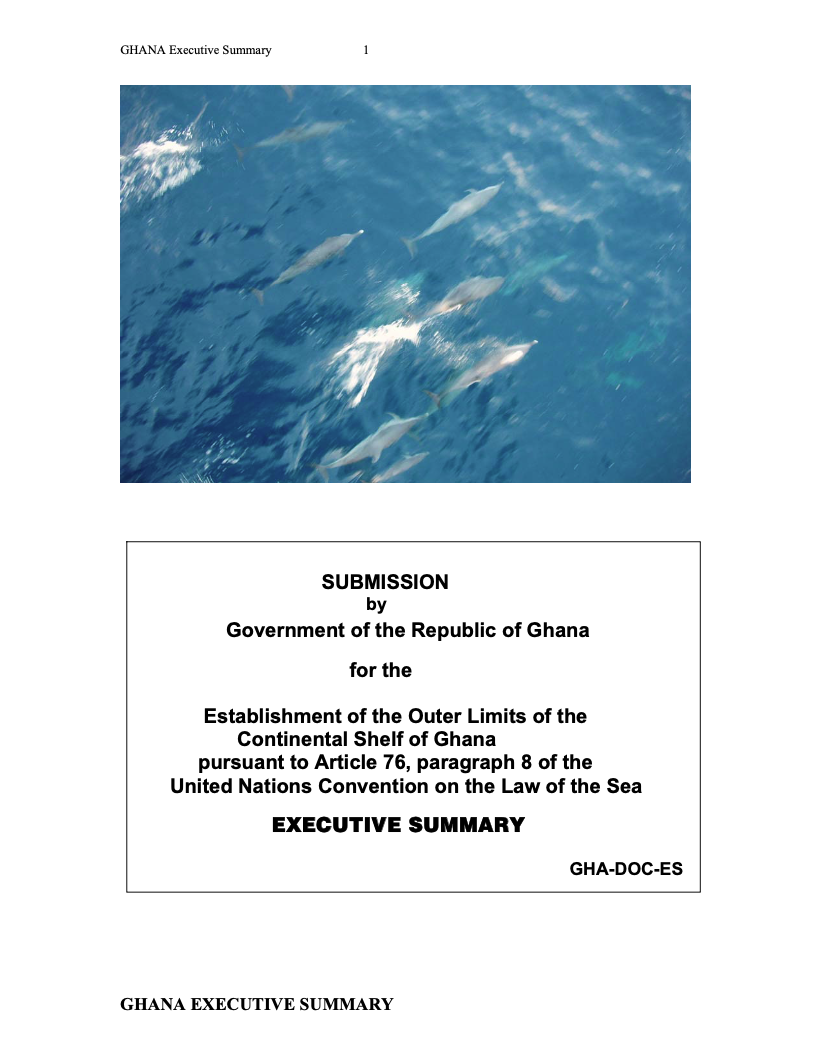 GHANA Executive Summary 1
SUBMISSION
by
Government of the Republic of Ghana
for the
Establishment of the Outer Limits of the
Continental Shelf of Ghana
pursuant to Article 76, paragraph 8 of the
United Nations Convention on the Law of the Sea
EXECUTIVE SUMMARY
GHA-DOC-ES
GHANA EXECUTIVE SUMMARY